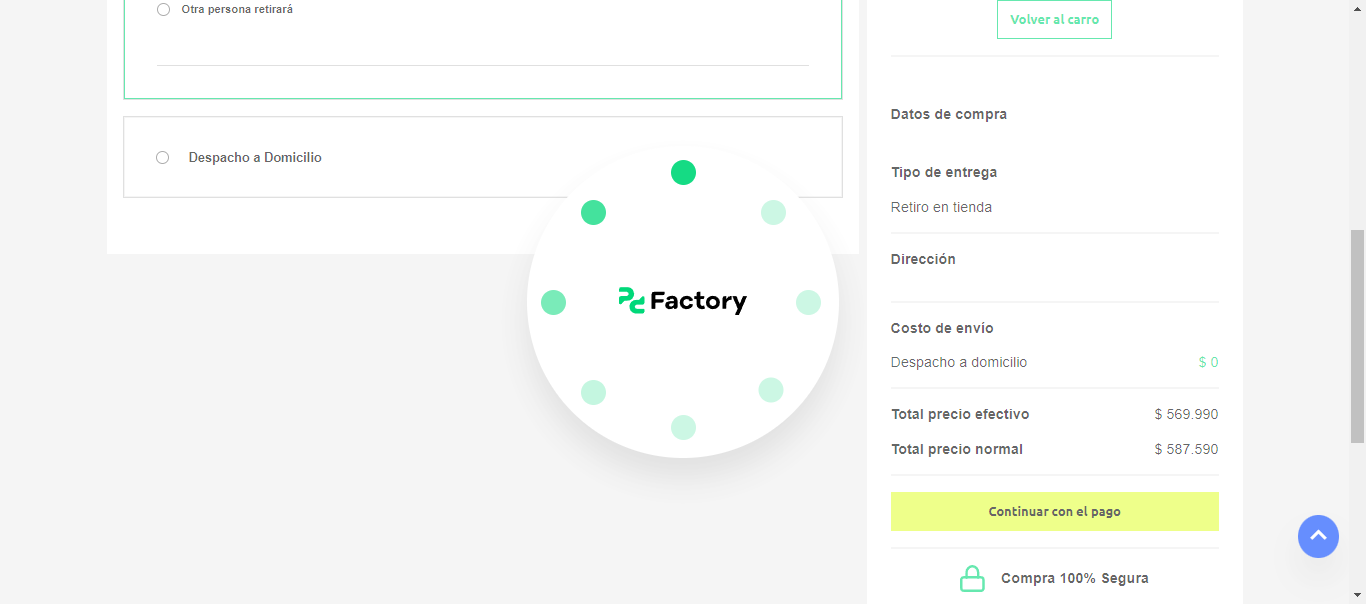 Otra persona retirará
Despacho a Domicilio
Factory
Volver al carro
Datos de compra
Tipo de entrega
Retiro en tienda
Dirección
Costo de envío
Despacho a domicilio $ 0
Total precio efectivo $ 569.990
Total precio normal $ 587.590
Continuar con el pago
Compra 100% Segura